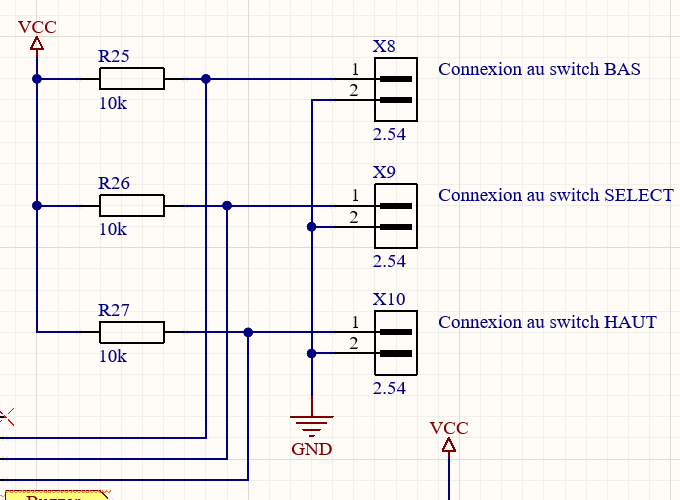 VCC
R25
10k
X8
1
2
2.54
Connexion au switch BAS
R26
10k
X9
1
2
2.54
Connexion au switch SELECT
R27
10k
X10
1
2
2.54
Connexion au switch HAUT
GND
VCC